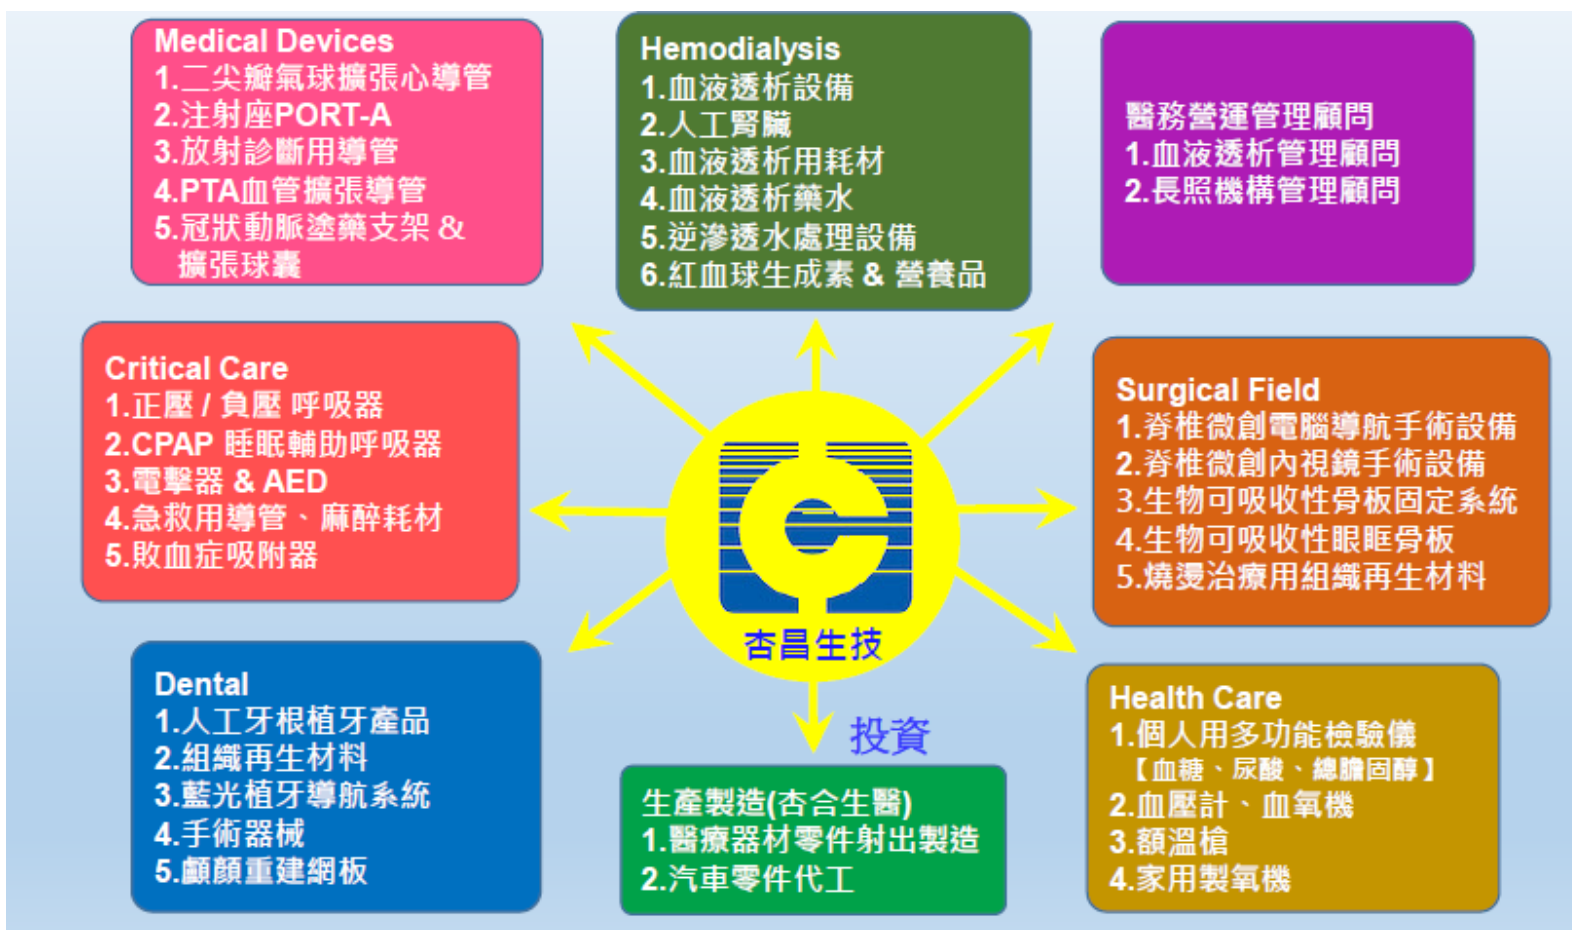 Medical Devices
1.二尖瓣氣球擴張心導管
2.注射座PORT-A
3.放射診斷用導管
4.PTA血管擴張導管
5.冠狀動脈塗藥支架 &
擴張球囊
Hemodialysis
1.血液透析設備
2.人工腎臟
3.血液透析用耗材
4.血液透析藥水
5.逆滲透水處理設備
6.紅血球生成素 & 營養品
醫務營運管理顧問
1.血液透析管理顧問
2.長照機構管理顧問
Critical Care
1.正壓 / 負壓 呼吸器
2.CPAP 睡眠輔助呼吸器
3.電擊器 & AED
4.急救用導管、麻醉耗材
5.敗血症吸附器
杏昌生技
Surgical Field
1.脊椎微創電腦導航手術設備
2.脊椎微創內視鏡手術設備
3.生物可吸收性骨板固定系統
4.生物可吸收性眼眶骨板
5.燒燙治療用組織再生材料
Dental
1.人工牙根植牙產品
2.組織再生材料
3.藍光植牙導航系統
4.手術器械
5.顱顏重建網板
投資
生產製造(杏合生醫)
1.醫療器材零件射出製造
2.汽車零件代工
Health Care
1.個人用多功能檢驗儀
【血糖、尿酸、總膽固醇】
2.血壓計、血氧機
3.額溫槍
4.家用製氧機